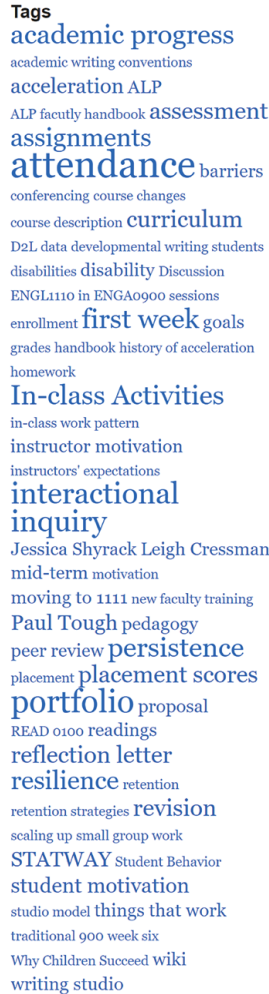 Tags
academic progress
academic writing conventions
acceleration ALP
ALP facutly handbook assessment
assignments
attendance barriers
conferencing course changes
course description curriculum
D2L data developmental writing students
disabilities disability Discussion
ENGL1110 in ENGA0900 sessions
enrollment first week goals
grades handbook history of acceleration
homework
In-class Activities
in-class work pattern
instructor motivation
instructors' expectations
interactional
inquiry
Jessica Shyrack Leigh Cressman
mid-term motivation
moving to 1111 new faculty training
Paul Tough pedagogy
peer review persistence
placement placement scores
portfolio proposal
READ 0100 readings
reflection letter
resilience retention
retention strategies revision
scaling up small group work
STATWAY Student Behavior
student motivation
studio model things that work
traditional 900 week six
Why Children Succeed wiki
writing studio